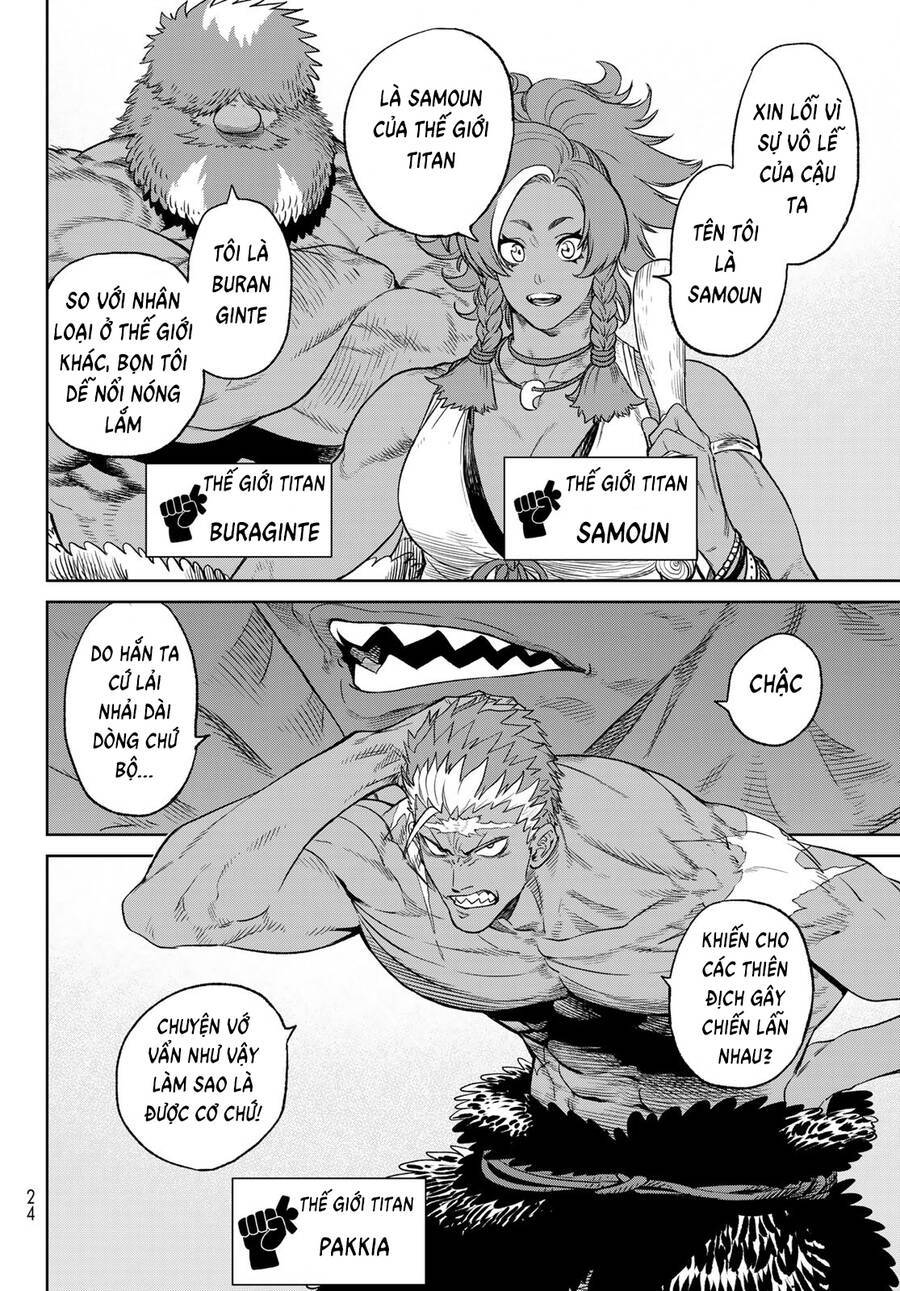 XIN LỖI VÌ
SỰ VÔ LỄ
CỦA CẬU
TA
TÊN TÔI
LÀ
SAMOUN
LÀ SAMOUN
CỦA THẾ GIỚI
TITAN
TÔI LÀ
BURAN
GINTE
SO VỚI NHÂN
LOẠI Ở THẾ GIỚI
KHÁC, BỌN TÔI
DỄ NỔI NÓNG
LẮM
THẾ GIỚI TITAN
SAMOUN
THẾ GIỚI TITAN
BURAGINTE
CHẬC
DO HẮN TA
CỨ LẢI
NHẢI DÀI
DÒNG CHỨ
BỘ...
KHIẾN CHO
CÁC THIÊN
ĐỊCH GÂY
CHIẾN LẪN
NHAU?
CHUYỆN VỚ
VẨN NHƯ VẬY
LÀM SAO LÀ
ĐƯỢC CƠ CHỨ!
THẾ GIỚI TITAN
PAKKIA
24